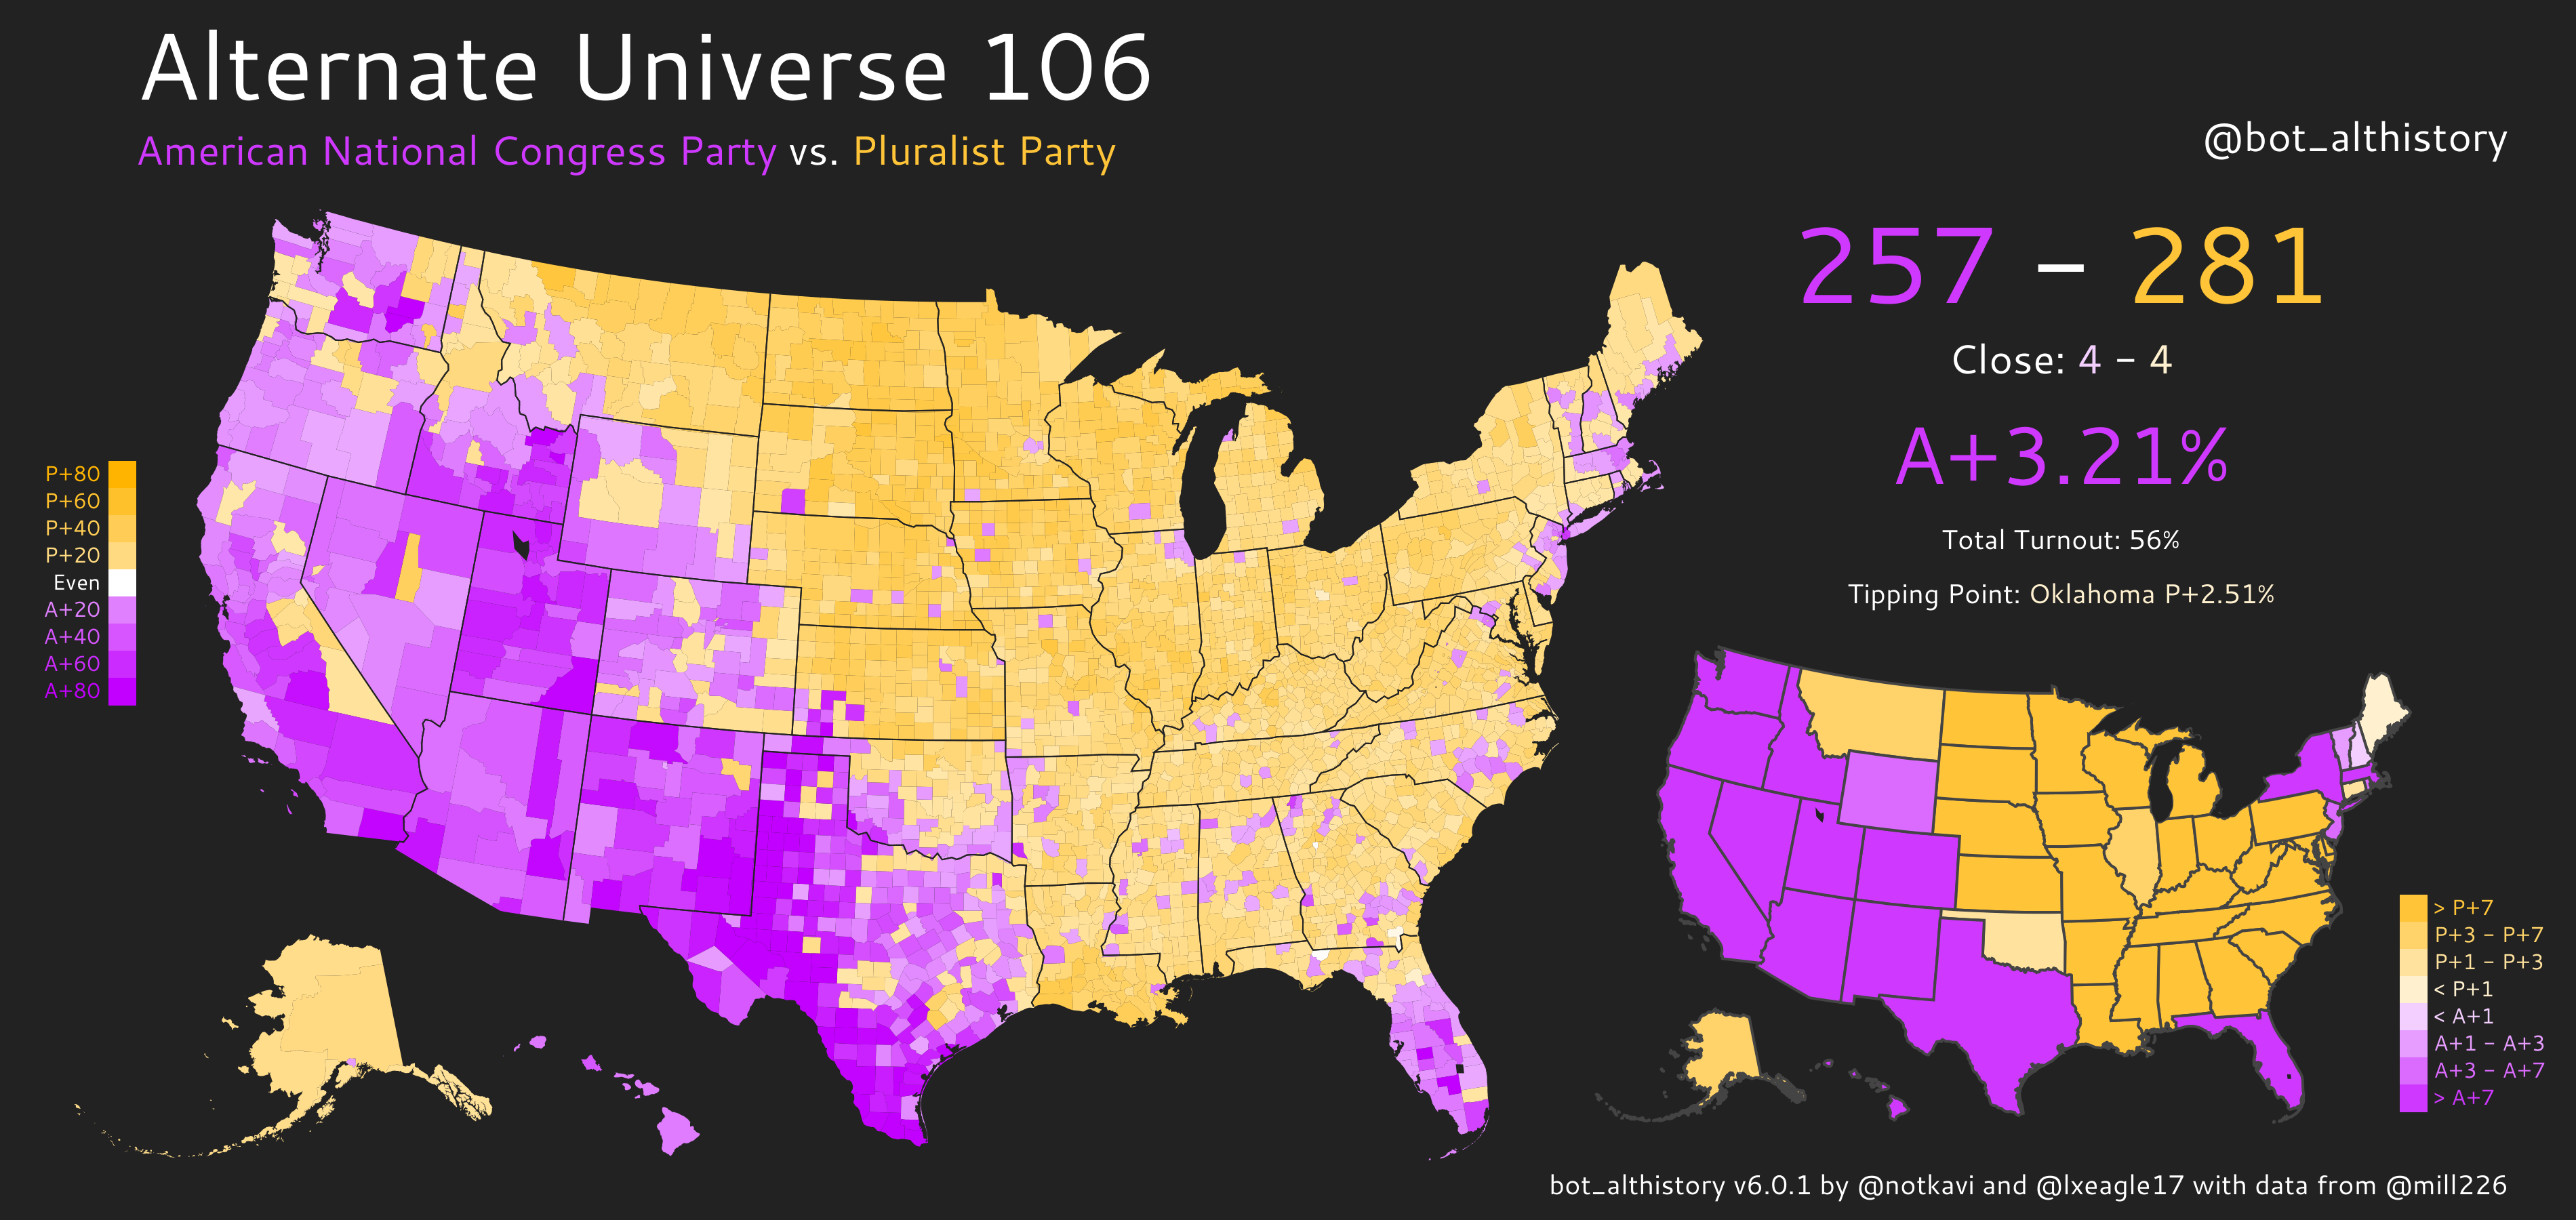 Alternate Universe 106
American National Congress Party vs. Pluralist Party
@bot_althistory
257 – 281
Close: 4 – 4
A+3.21%
Total Turnout: 56%
Tipping Point: Oklahoma P+2.51%
P+80
P+60
P+40
P+20
Even
A+20
A+40
A+60
A+80
> P+7
P+3 – P+7
P+1 – P+3
< P+1
< A+1
A+1 – A+3
A+3 – A+7
> A+7
bot_althistory v6.0.1 by @notkavi and @lxeagle17 with data from @mill226